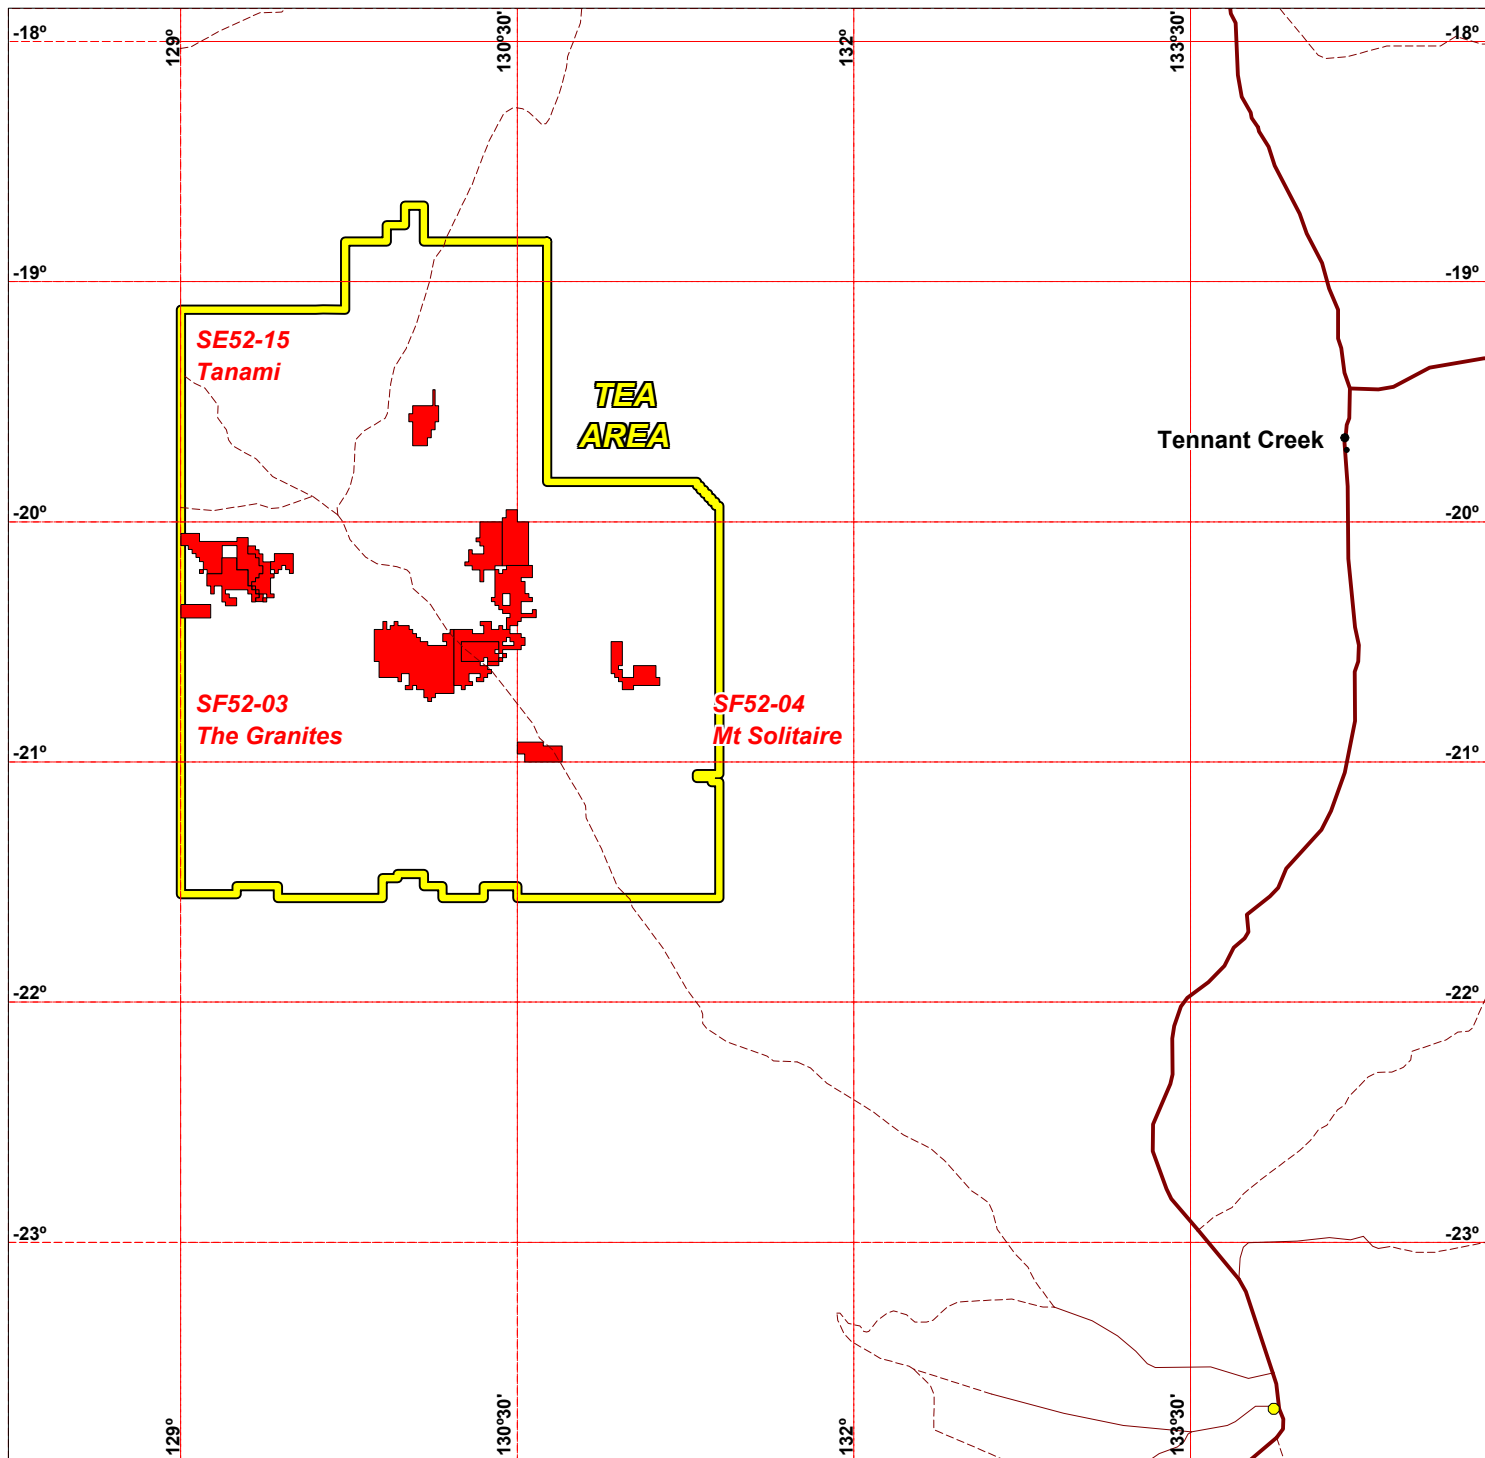 129º
130º30'
132º
133º30'
-18º
-18º
-19º
-19º
SE52-15
Tanami
TEA
AREA
Tennant Creek
-20º
-20º
SF52-03
The Granites
SF52-04
Mt Solitaire
-21º
-21º
-22º
-22º
-23º
-23º
129º
130º30'
132º
133º30'